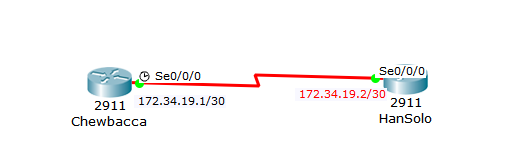 Se0/0/0
172.34.19.1/30
2911
Chewbacca
Se0/0/0
172.34.19.2/30
2911
HanSolo